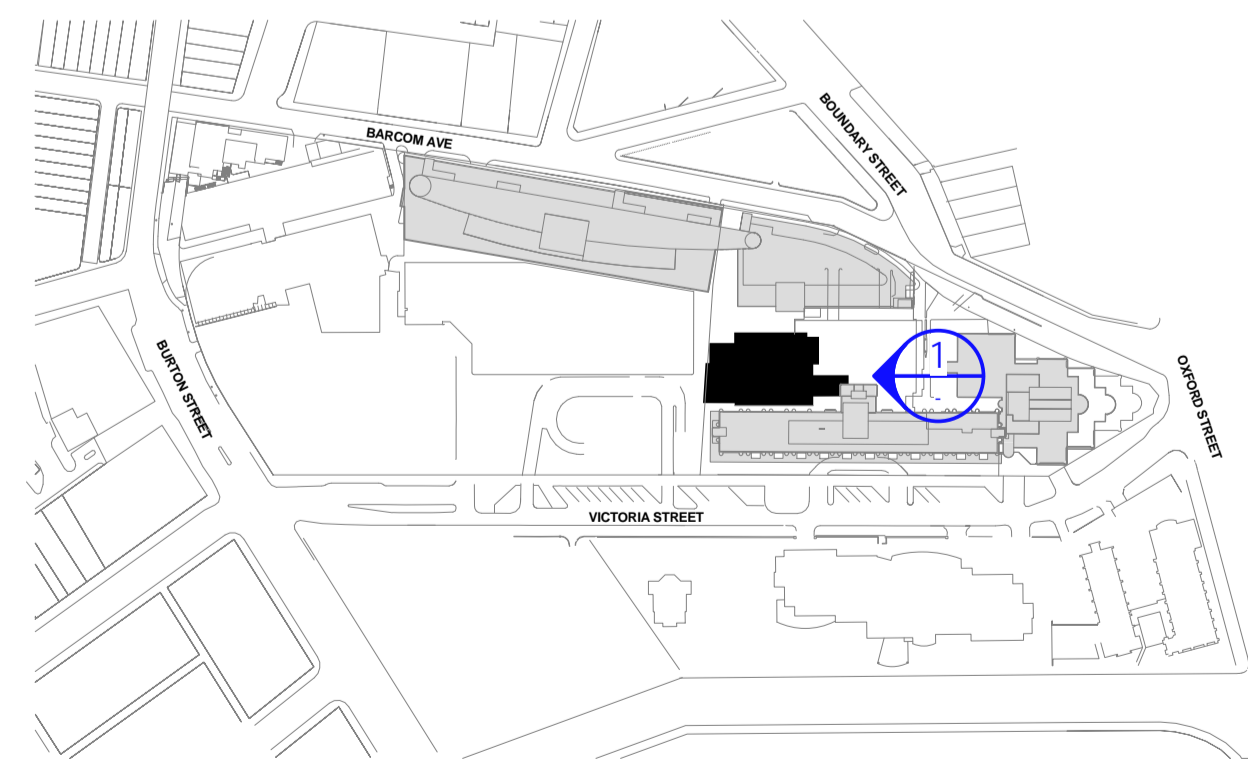 BARCOM AVE
BOUNDARY STREET
1
-
BURTON STREET
OXFORD STREET
VICTORIA STREET